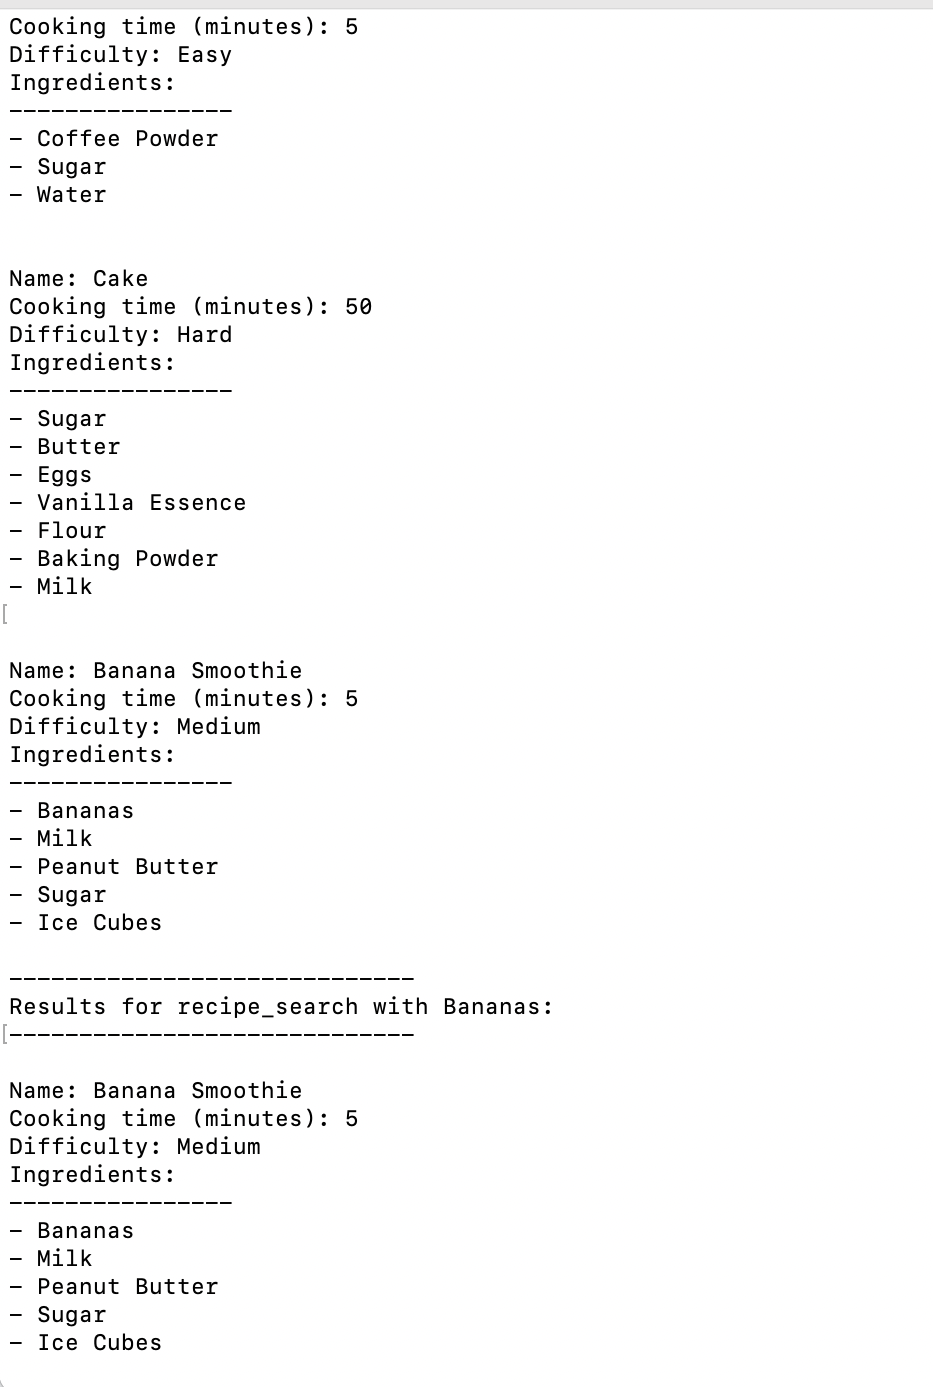 Cooking time (minutes): 5
Difficulty: Easy
Ingredients:
----------------
- Coffee Powder
- Sugar
- Water
Name: Cake
Cooking time (minutes): 50
Difficulty: Hard
Ingredients:
----------------
- Sugar
- Butter
- Eggs
- Vanilla Essence
- Flour
- Baking Powder
- Milk
[
Name: Banana Smoothie
Cooking time (minutes): 5
Difficulty: Medium
Ingredients:
----------------
- Bananas
- Milk
- Peanut Butter
- Sugar
- Ice Cubes
-----------------------------
Results for recipe_search with Bananas:
[-----------------------------
Name: Banana Smoothie
Cooking time (minutes): 5
Difficulty: Medium
Ingredients:
----------------
- Bananas
- Milk
- Peanut Butter
- Sugar
- Ice Cubes